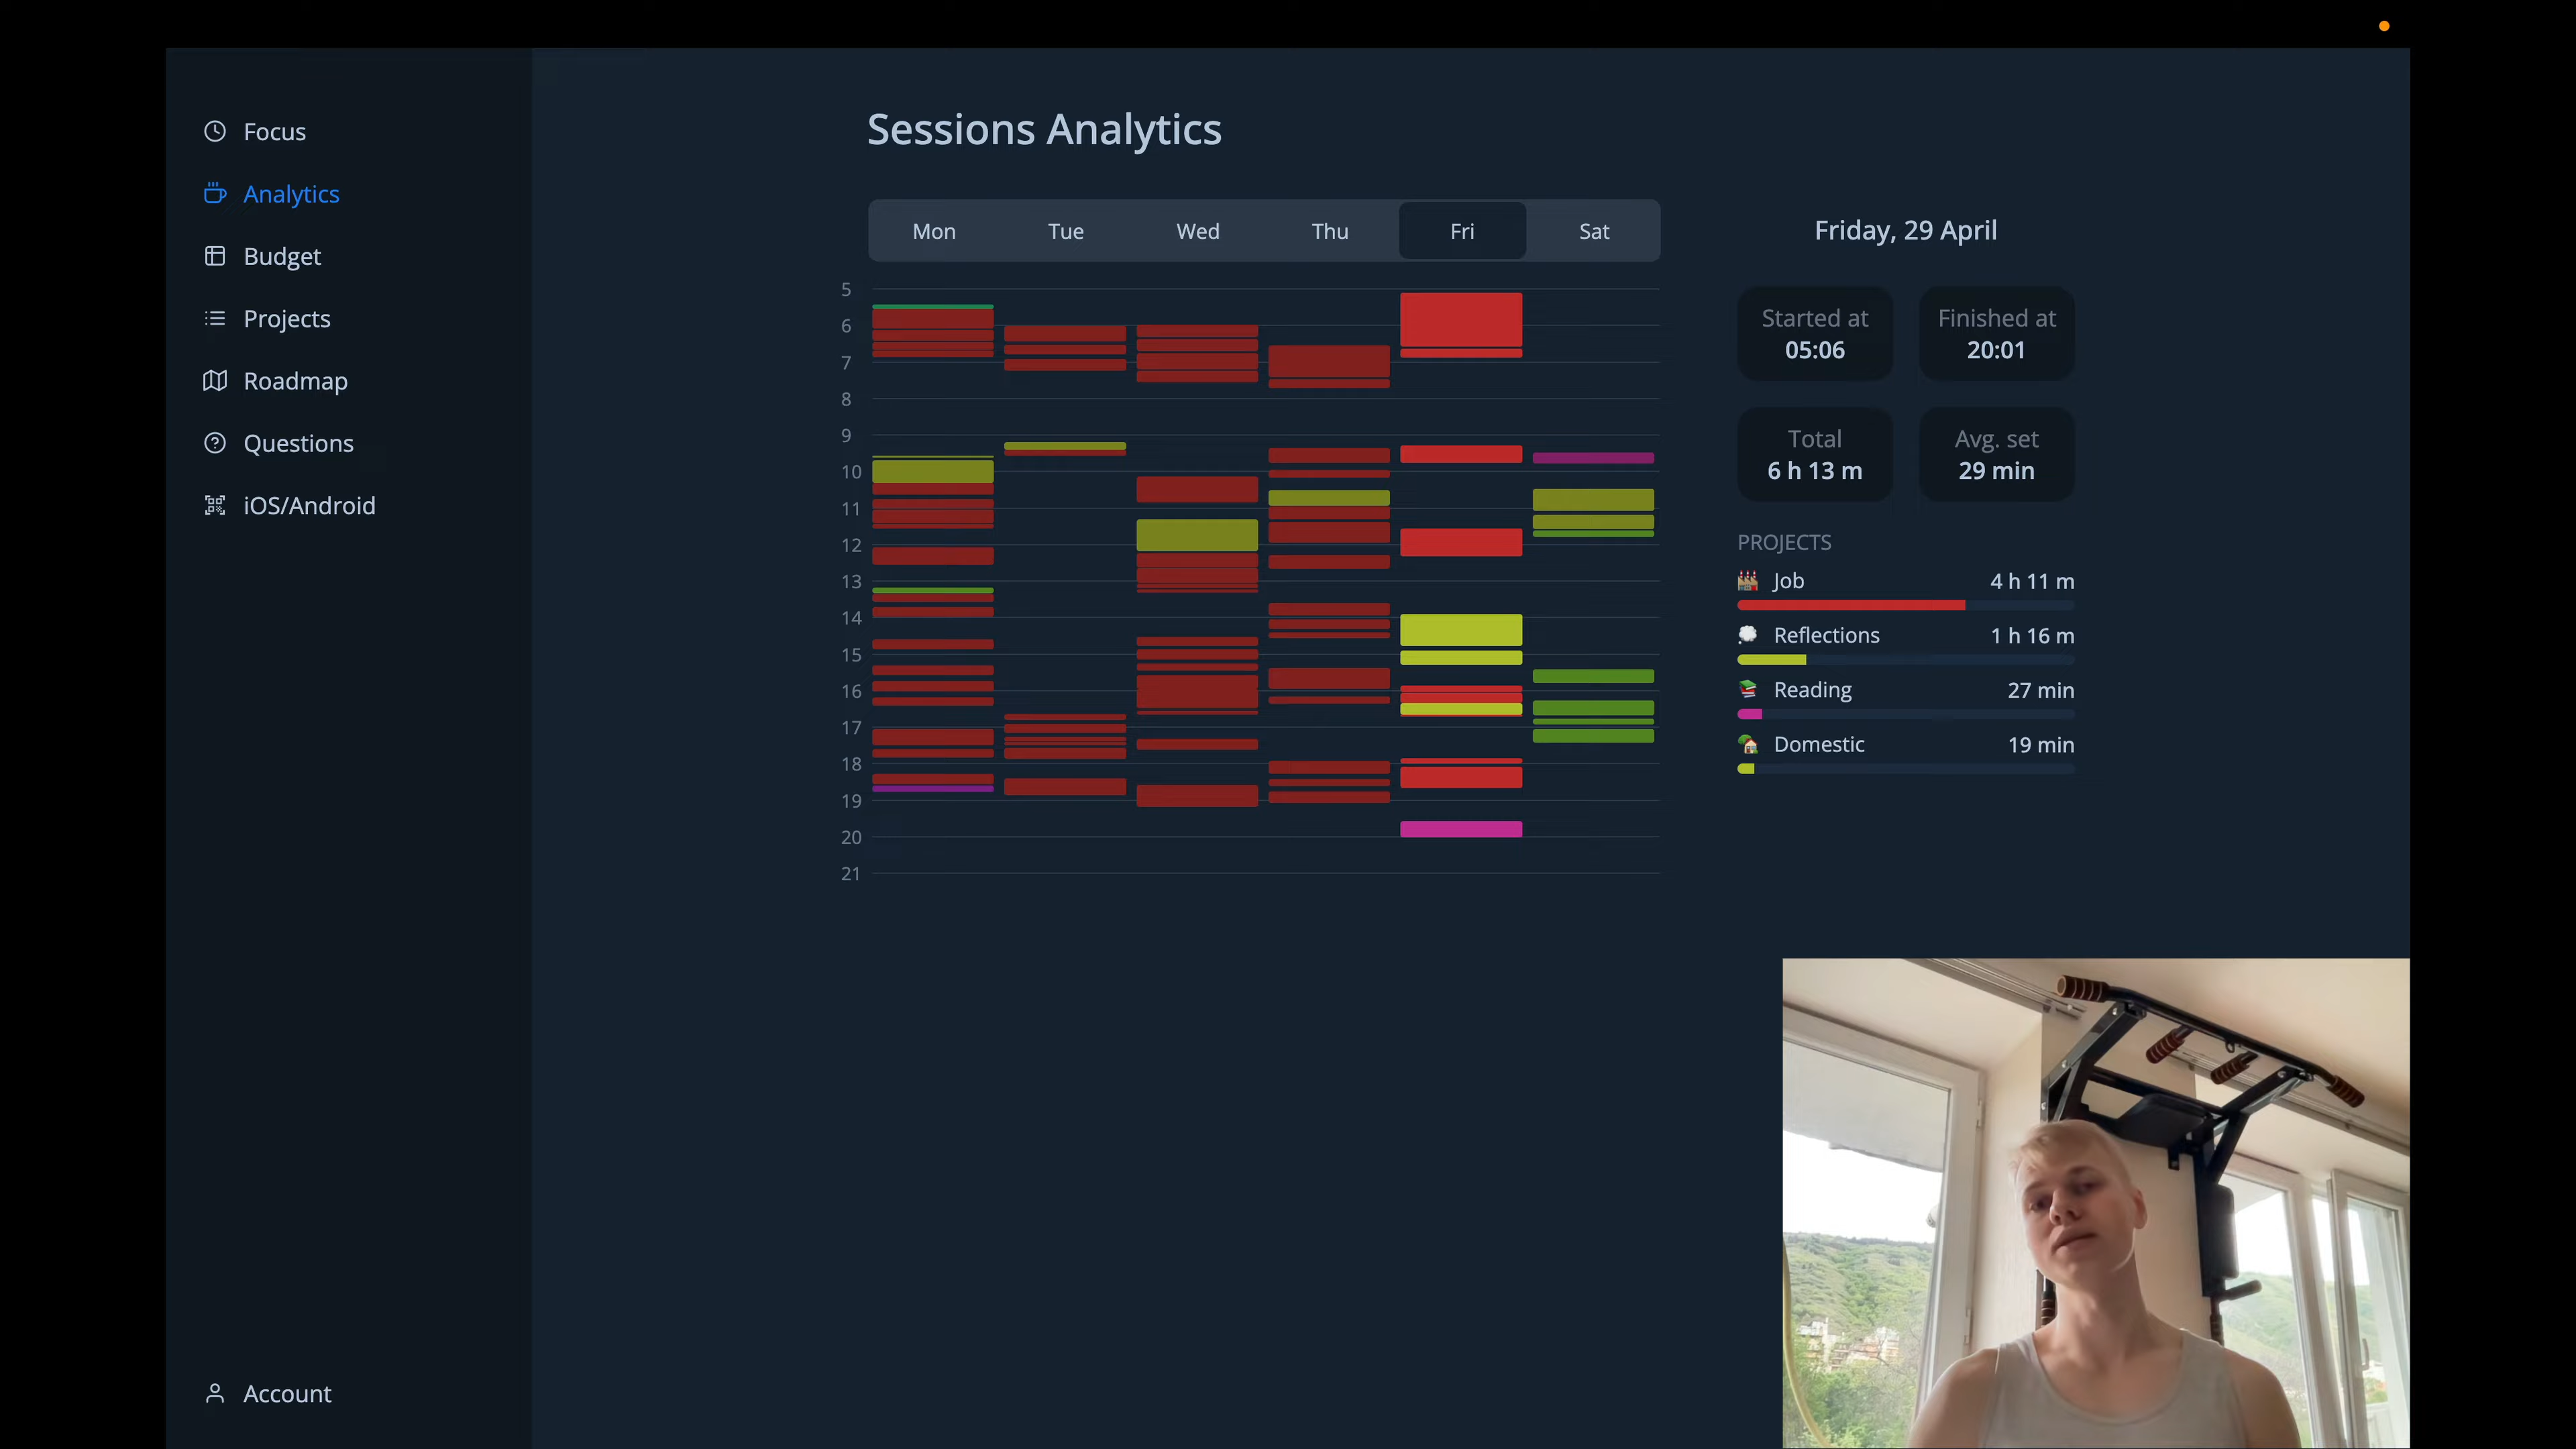 Focus
Analytics
Budget
Projects
Roadmap
Questions
iOS/Android
Account
Sessions Analytics
Mon Tue Wed Thu Fri Sat
5
6
7
8
9
10
11
12
13
14
15
16
17
18
19
20
21
Friday, 29 April
Started at Finished at
05:06 20:01
Total Avg. set
6 h 13 m 29 min
PROJECTS
Job 4 h 11 m
Reflections 1 h 16 m
Reading 27 min
Domestic 19 min